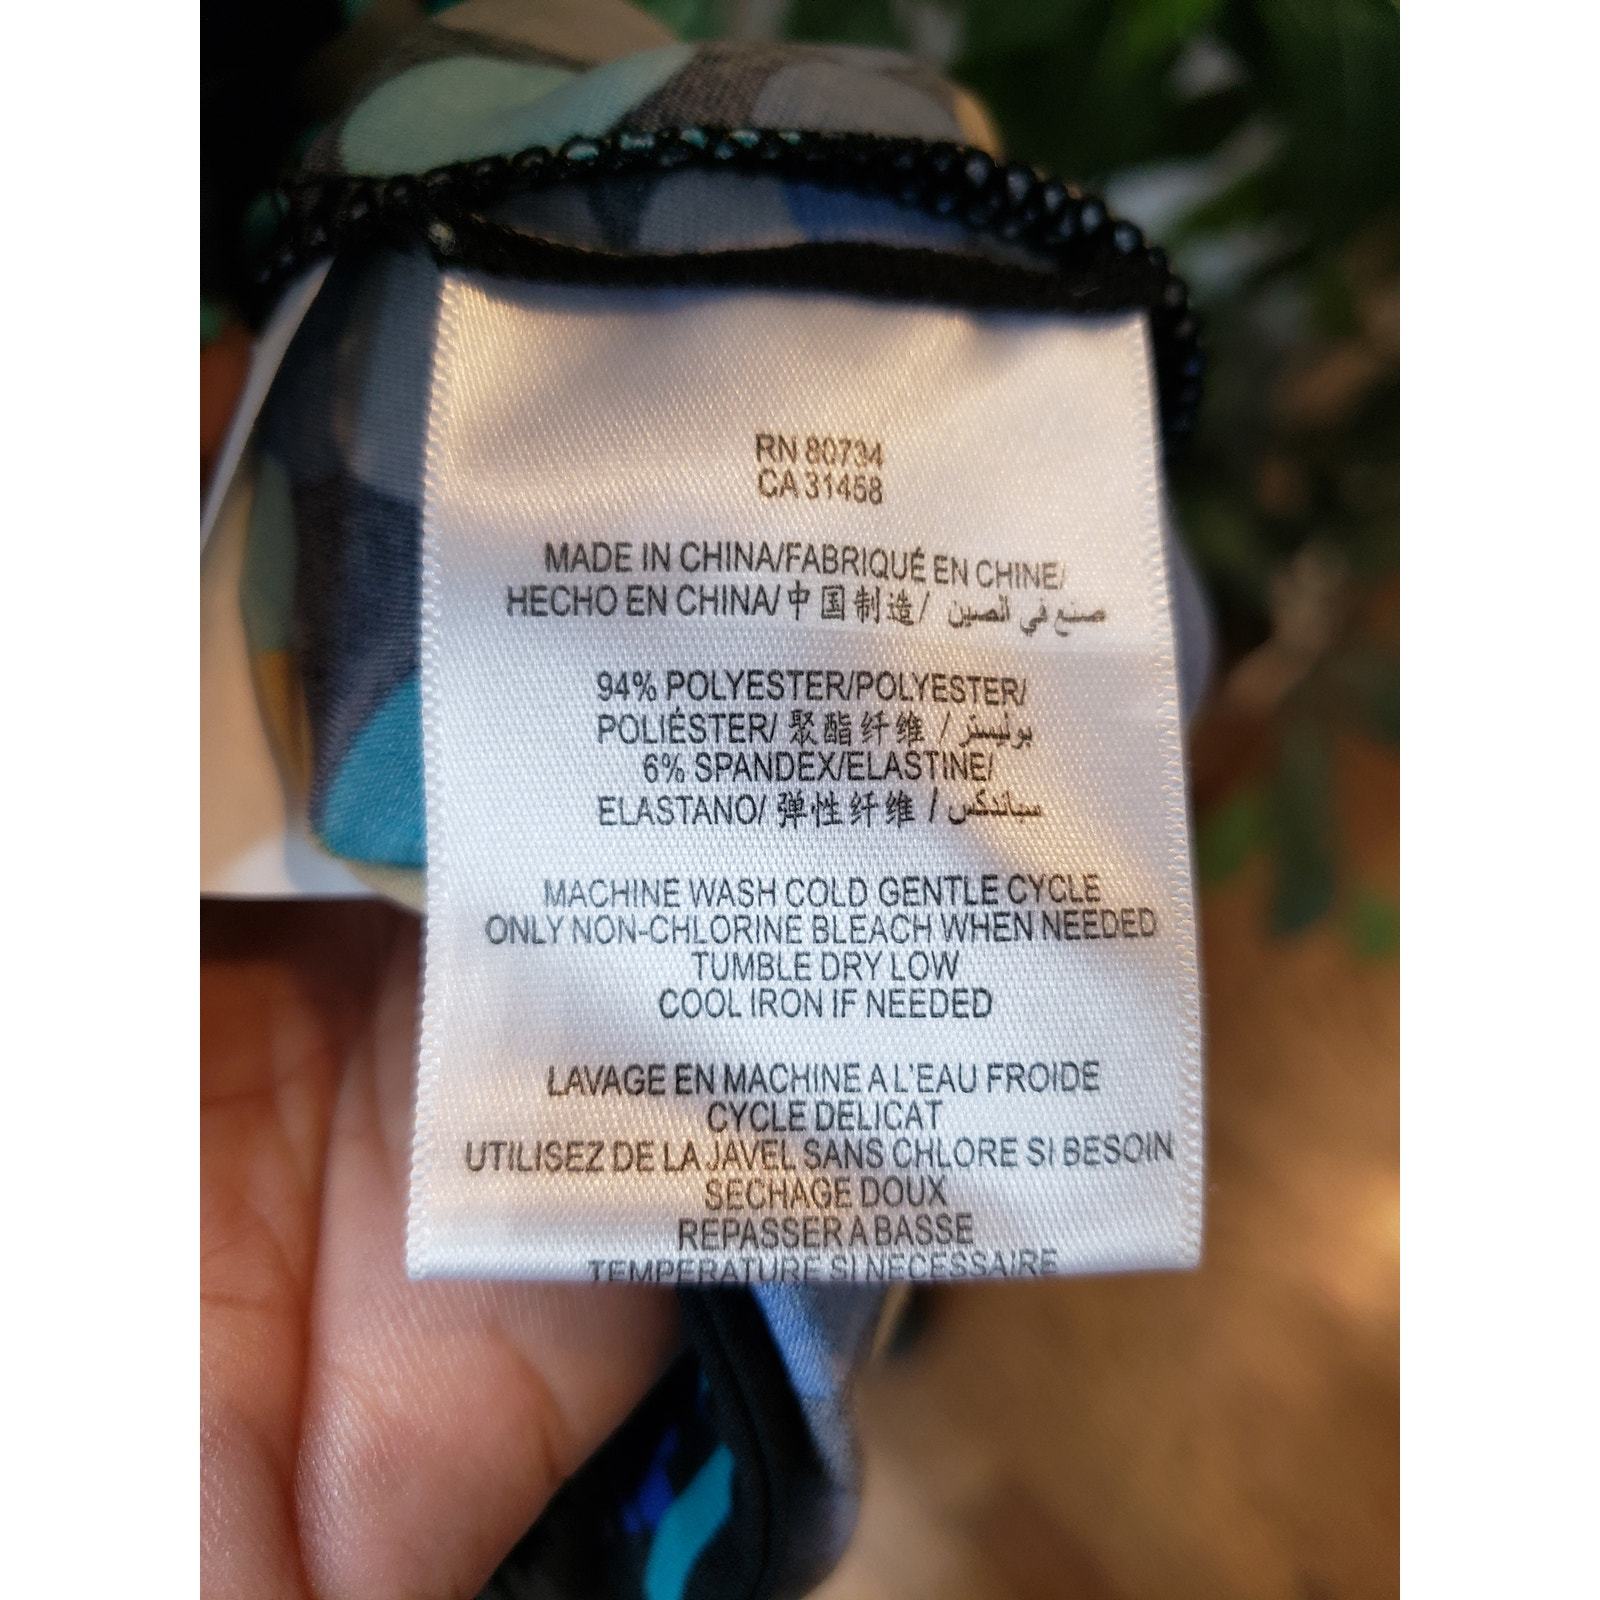 RN 80734
CA 31458
MADE IN CHINA/FABRIQUÉ EN CHINE/
HECHO EN CHINA/中国制造/ صنع في الصين
94% POLYESTER/POLYESTER/
POLIÉSTER/ 聚酯纤维 / بوليستر
6% SPANDEX/ELASTINE/
ELASTANO/ 弹性纤维 / سباندكس
MACHINE WASH COLD GENTLE CYCLE
ONLY NON-CHLORINE BLEACH WHEN NEEDED
TUMBLE DRY LOW
COOL IRON IF NEEDED
LAVAGE EN MACHINE A L'EAU FROIDE
CYCLE DELICAT
UTILISEZ DE LA JAVEL SANS CHLORE SI BESOIN
SECHAGE DOUX
REPASSER A BASSE
TEMPERATURE SI NECESSAIRE